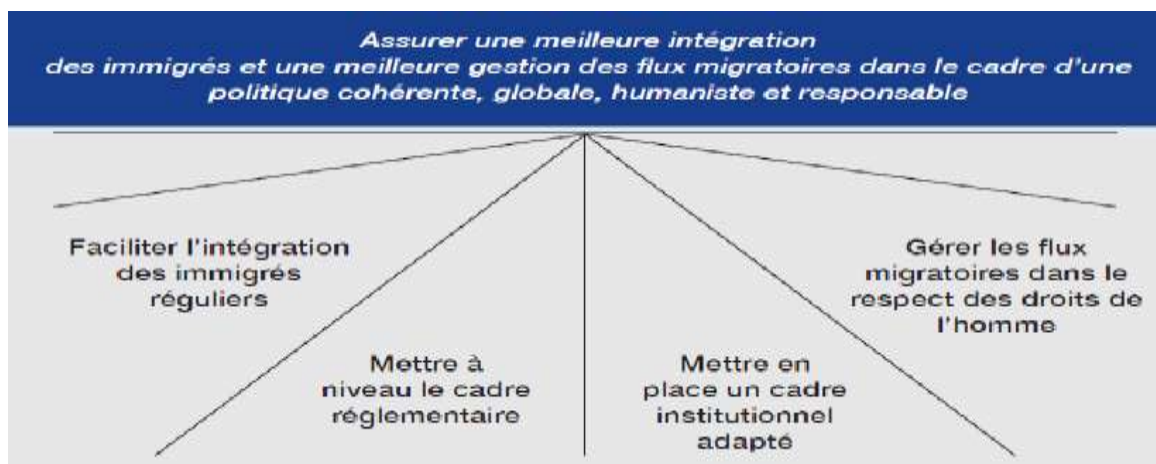 Assurer une meilleure intégration
des immigrés et une meilleure gestion des flux migratoires dans le cadre d'une
politique cohérente, globale, humaniste et responsable
Faciliter l'intégration
des immigrés
réguliers
Mettre à
niveau le cadre
réglementaire
Mettre en
place un cadre
institutionnel
adapté
Gérer les flux
migratoires dans le
respect des droits de
l'homme